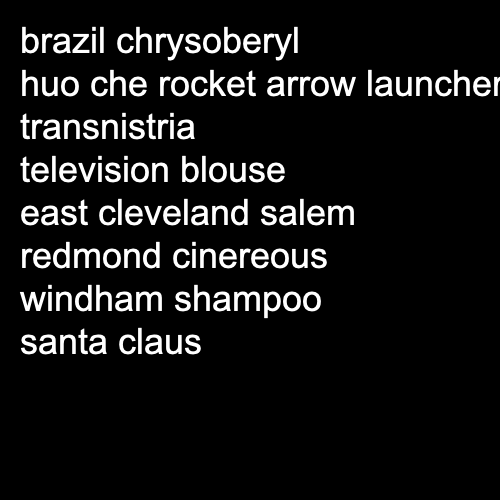 brazil chrysoberyl
huo che rocket arrow launcher
transnistria
television blouse
east cleveland salem
redmond cinereous
windham shampoo
santa claus